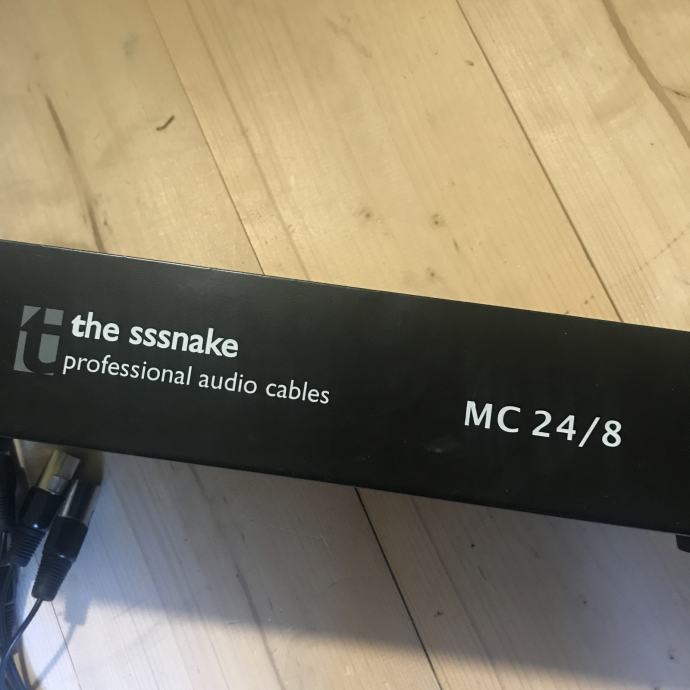 the sssnake
professional audio cables
MC 24/8